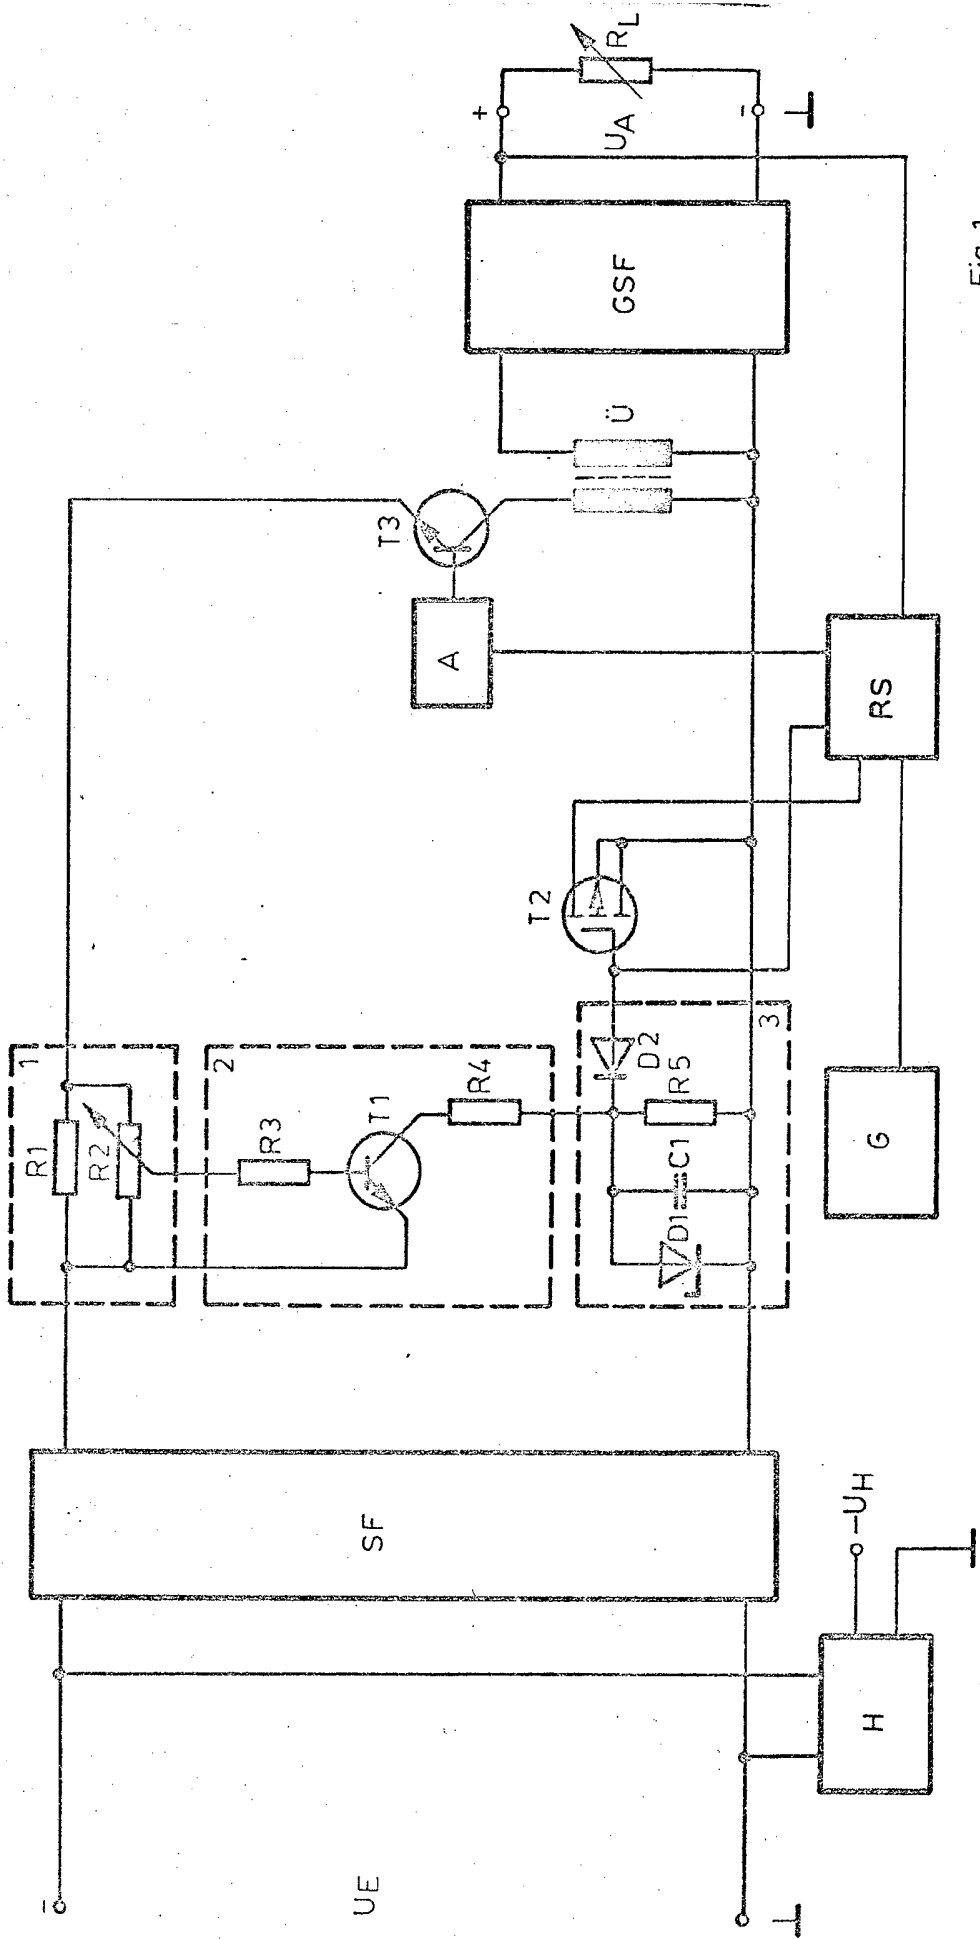 -
UE
SF
H
-UH
1
R1
R2
2
R3
T1
R4
3
D1
C1
R5
D2
T2
G
RS
A
T3
Ü
GSF
+
UA
-
RL
Fig. 1